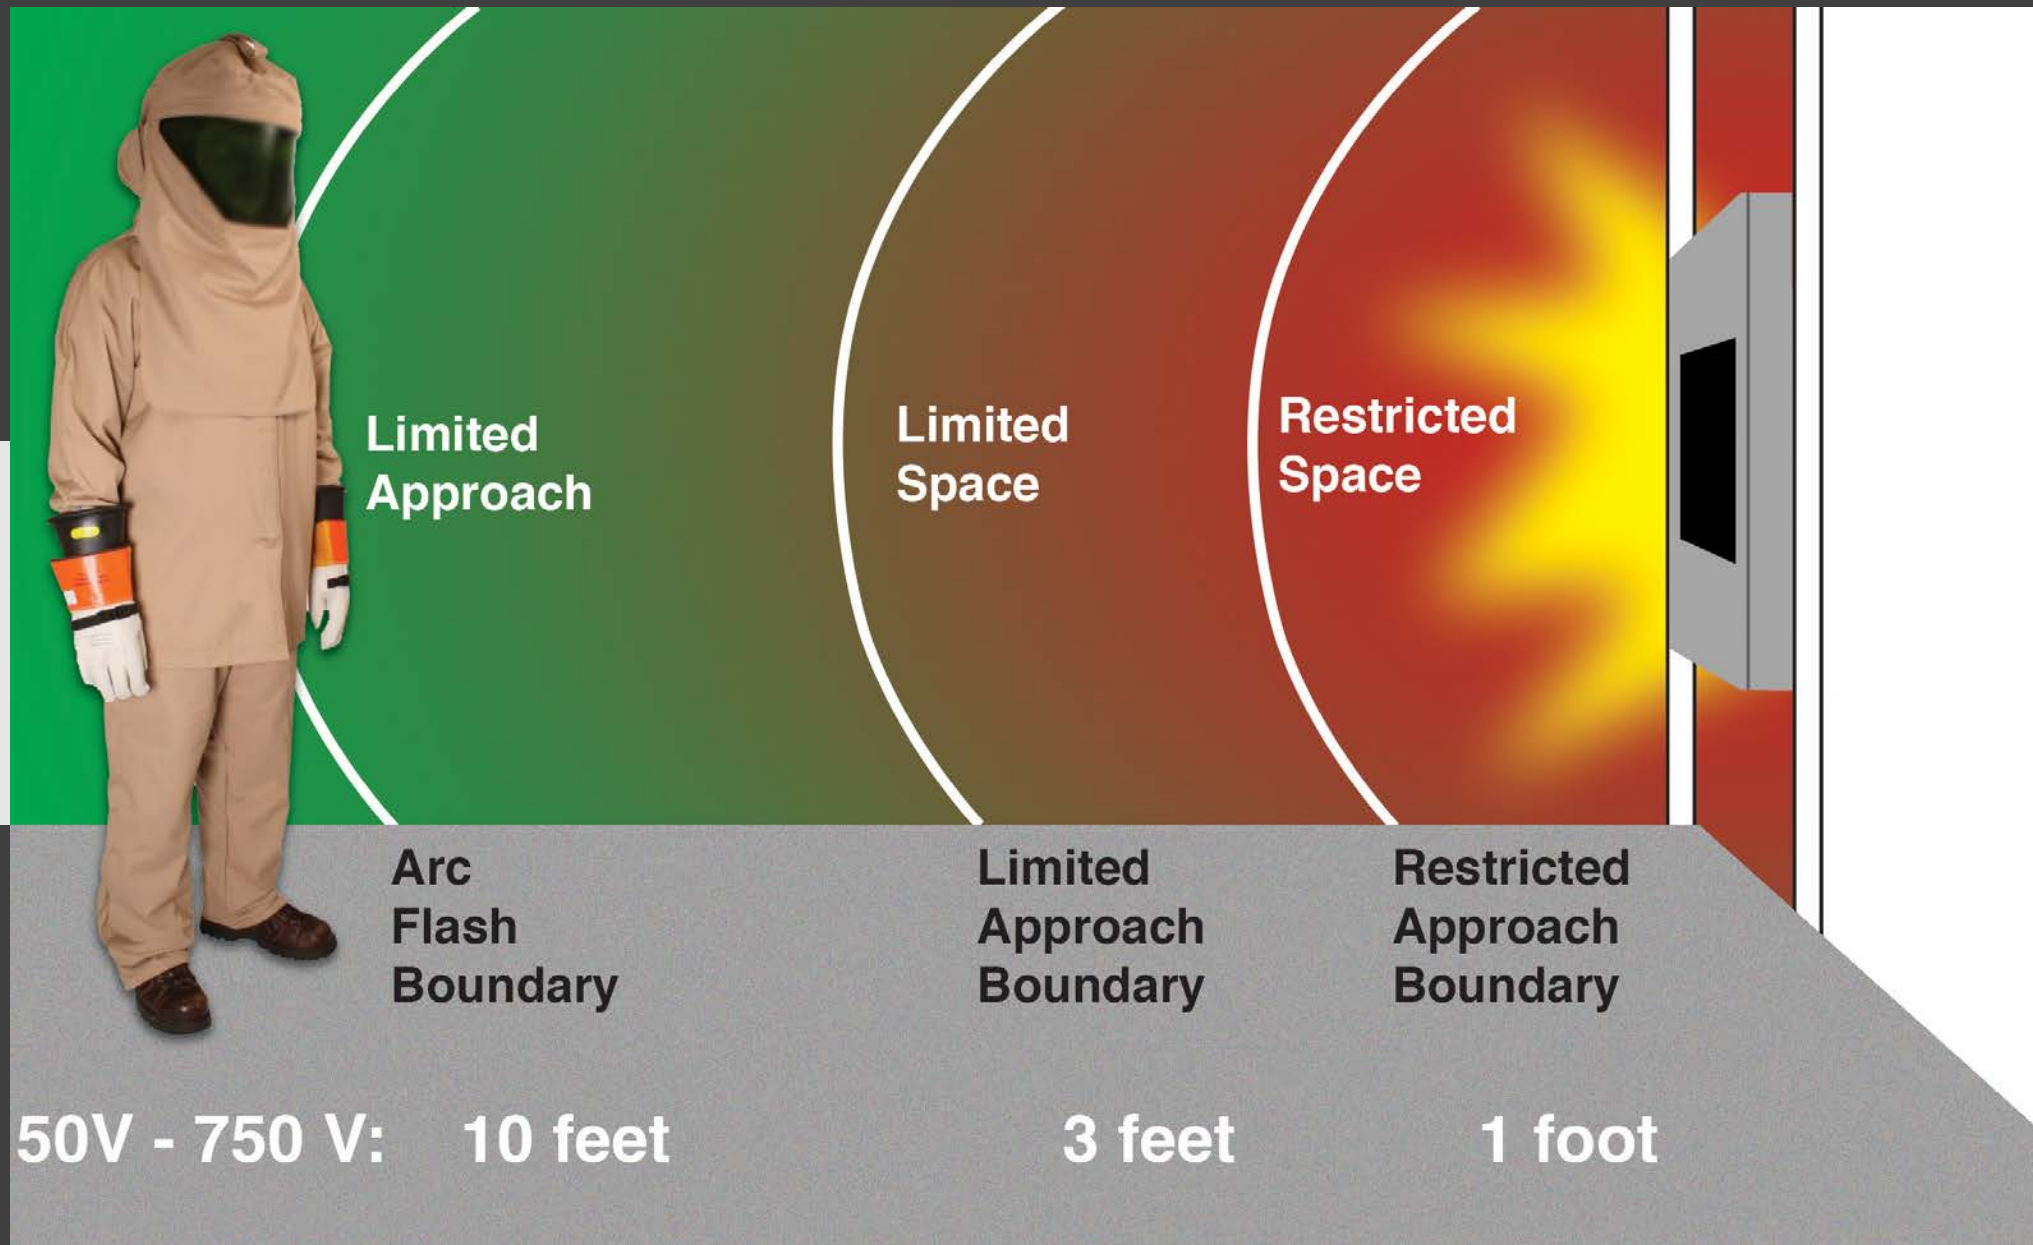 Limited
Approach
Limited
Space
Restricted
Space
Arc
Flash
Boundary
Limited
Approach
Boundary
Restricted
Approach
Boundary
50V - 750 V: 10 feet 3 feet 1 foot